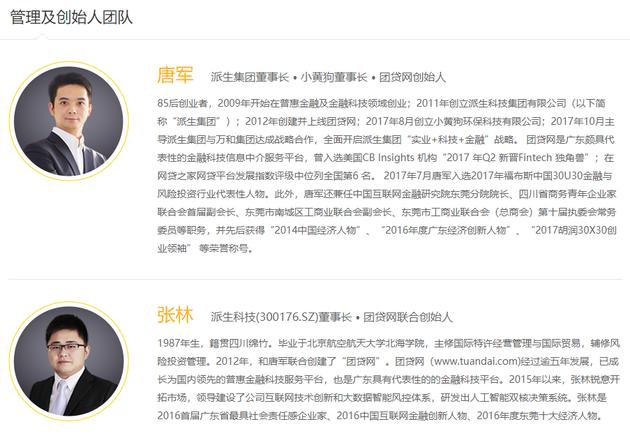 管理及创始人团队
唐军 派生集团董事长 • 小黄狗董事长 • 团贷网创始人
85后创业者，2009年开始在普惠金融及金融科技领域创业；2011年创立派生科技集团有限公司（以下简
称“派生集团”）；2012年创建并上线团贷网；2017年8月创立小黄狗环保科技有限公司；2017年10月主
导派生集团与万和集团达成战略合作，全面开启派生集团“实业+科技+金融”战略。 团贷网是广东颇具代
表性的金融科技信息中介服务平台，曾入选美国CB Insights 机构“2017 年Q2 新晋Fintech 独角兽”；在
网贷之家网贷平台发展指数评级中位列全国第6 名。 2017年7月唐军入选2017年福布斯中国30U30金融与
风险投资行业代表性人物。此外，唐军还兼任中国互联网金融研究院东莞分院院长、四川省商务青年企业家
联合会首届副会长、东莞市南城区工商业联合会副会长、东莞市工商业联合会（总商会）第十届执委会常务
委员等职务，并先后获得“2014中国经济人物”、 “2016年度广东经济创新人物”、 “2017胡润30X30创
业领袖” 等荣誉称号。
张林 派生科技(300176.SZ)董事长 • 团贷网联合创始人
1987年生，籍贯四川绵竹。毕业于北京航空航天大学北海学院，主修国际特许经营管理与国际贸易，辅修风
险投资管理。2012年，和唐军联合创建了“团贷网”。团贷网（www.tuandai.com)经过逾五年发展，已成
长为国内领先的普惠金融科技服务平台，也是广东具有代表性的的金融科技平台。2015年以来，张林锐意开
拓市场，领导建设了公司互联网技术创新和大数据智能风控体系，研发出人工智能双核决策系统。张林是
2016首届广东省最具社会责任感企业家、2016中国互联网金融创新人物、2016年度东莞十大经济人物。